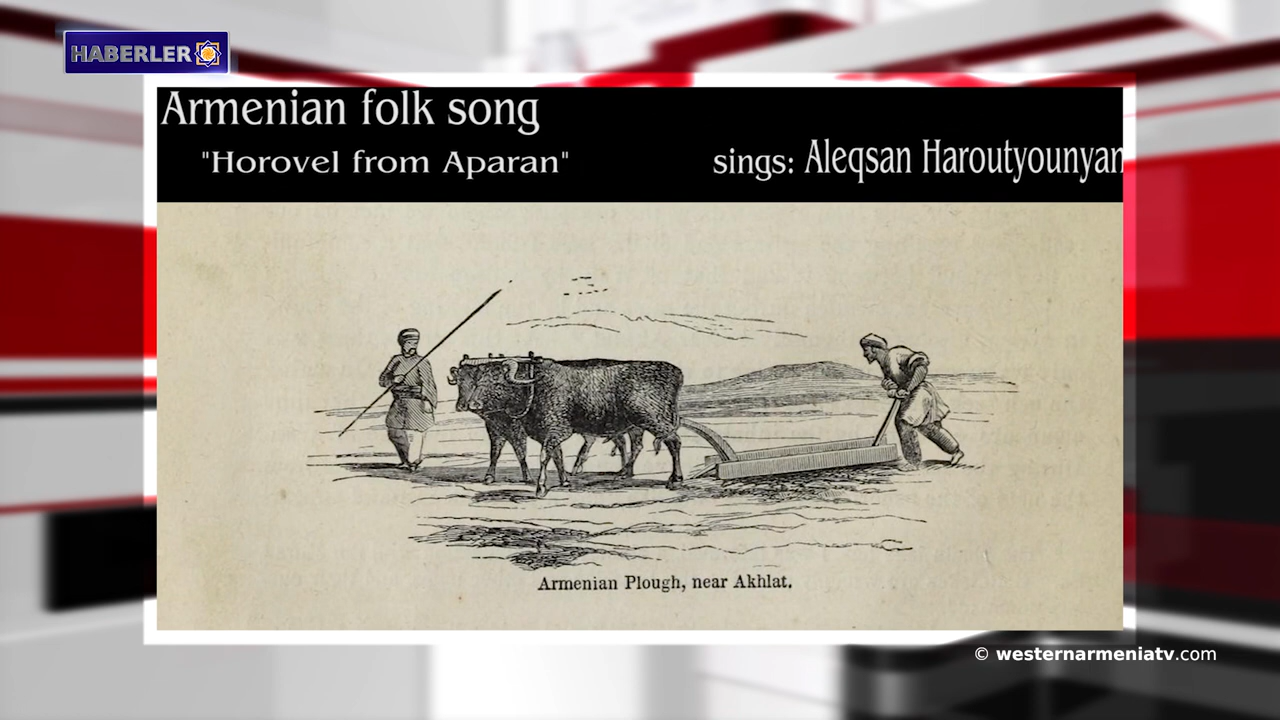 HABERLER
Armenian folk song
"Horovel from Aparan"
sings: Aleqsan Haroutyounyan
Armenian Plough, near Akhlat.
© westernarmeniatv.com